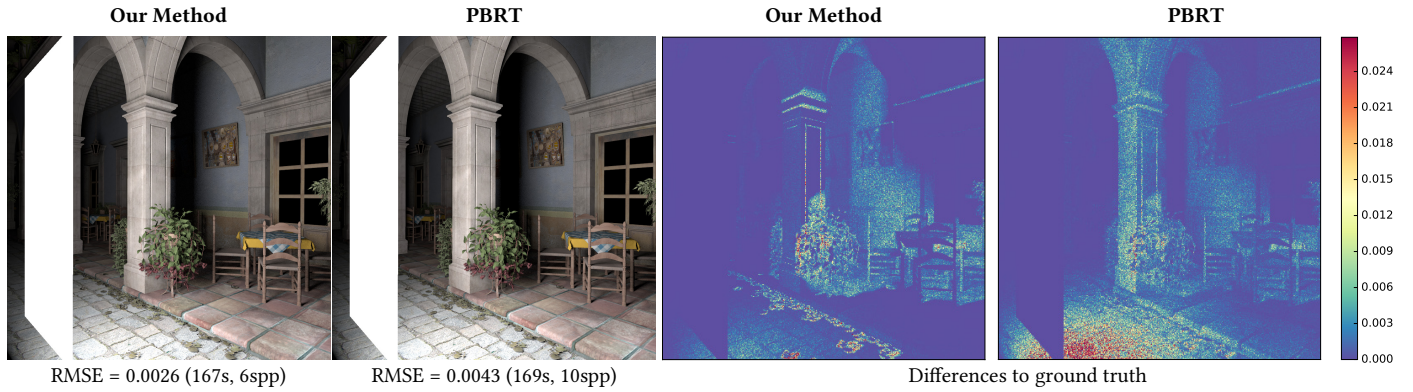 Our Method
PBRT
Our Method
PBRT
0.024
0.021
0.018
0.015
0.012
0.009
0.006
0.003
0.000
RMSE = 0.0026 (167s, 6spp)
RMSE = 0.0043 (169s, 10spp)
Differences to ground truth